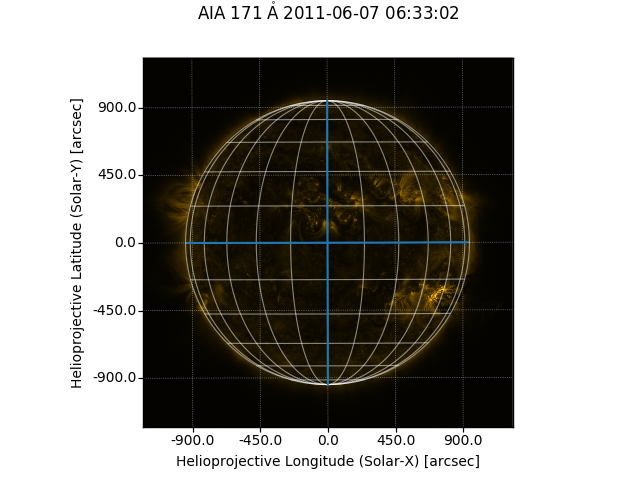 AIA 171 Å 2011-06-07 06:33:02
Helioprojective Latitude (Solar-Y) [arcsec]
900.0
450.0
0.0
-450.0
-900.0
-900.0 -450.0 0.0 450.0 900.0
Helioprojective Longitude (Solar-X) [arcsec]